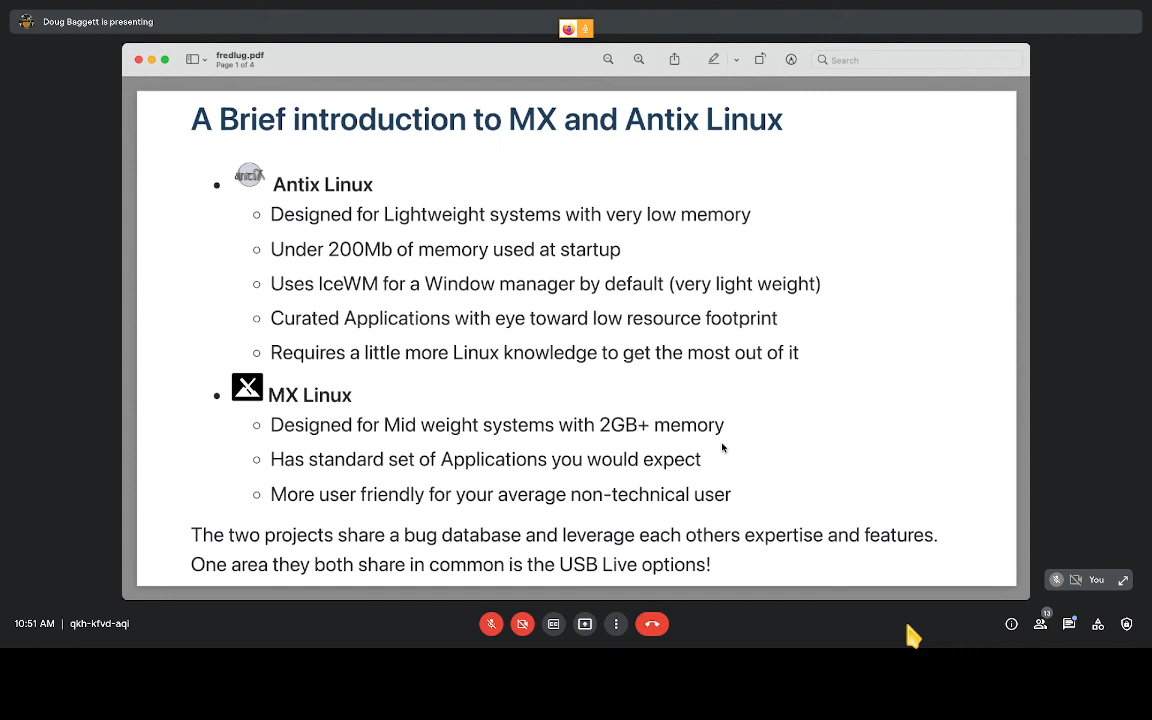 Doug Baggett is presenting
fredlug.pdf
Page 1 of 4
Search
A Brief introduction to MX and Antix Linux
antiX
• Antix Linux
○ Designed for Lightweight systems with very low memory
○ Under 200Mb of memory used at startup
○ Uses IceWM for a Window manager by default (very light weight)
○ Curated Applications with eye toward low resource footprint
○ Requires a little more Linux knowledge to get the most out of it
• MX Linux
○ Designed for Mid weight systems with 2GB+ memory
○ Has standard set of Applications you would expect
○ More user friendly for your average non-technical user
The two projects share a bug database and leverage each others expertise and features.
One area they both share in common is the USB Live options!
You
10:51 AM | qkh-kfvd-aqi
13